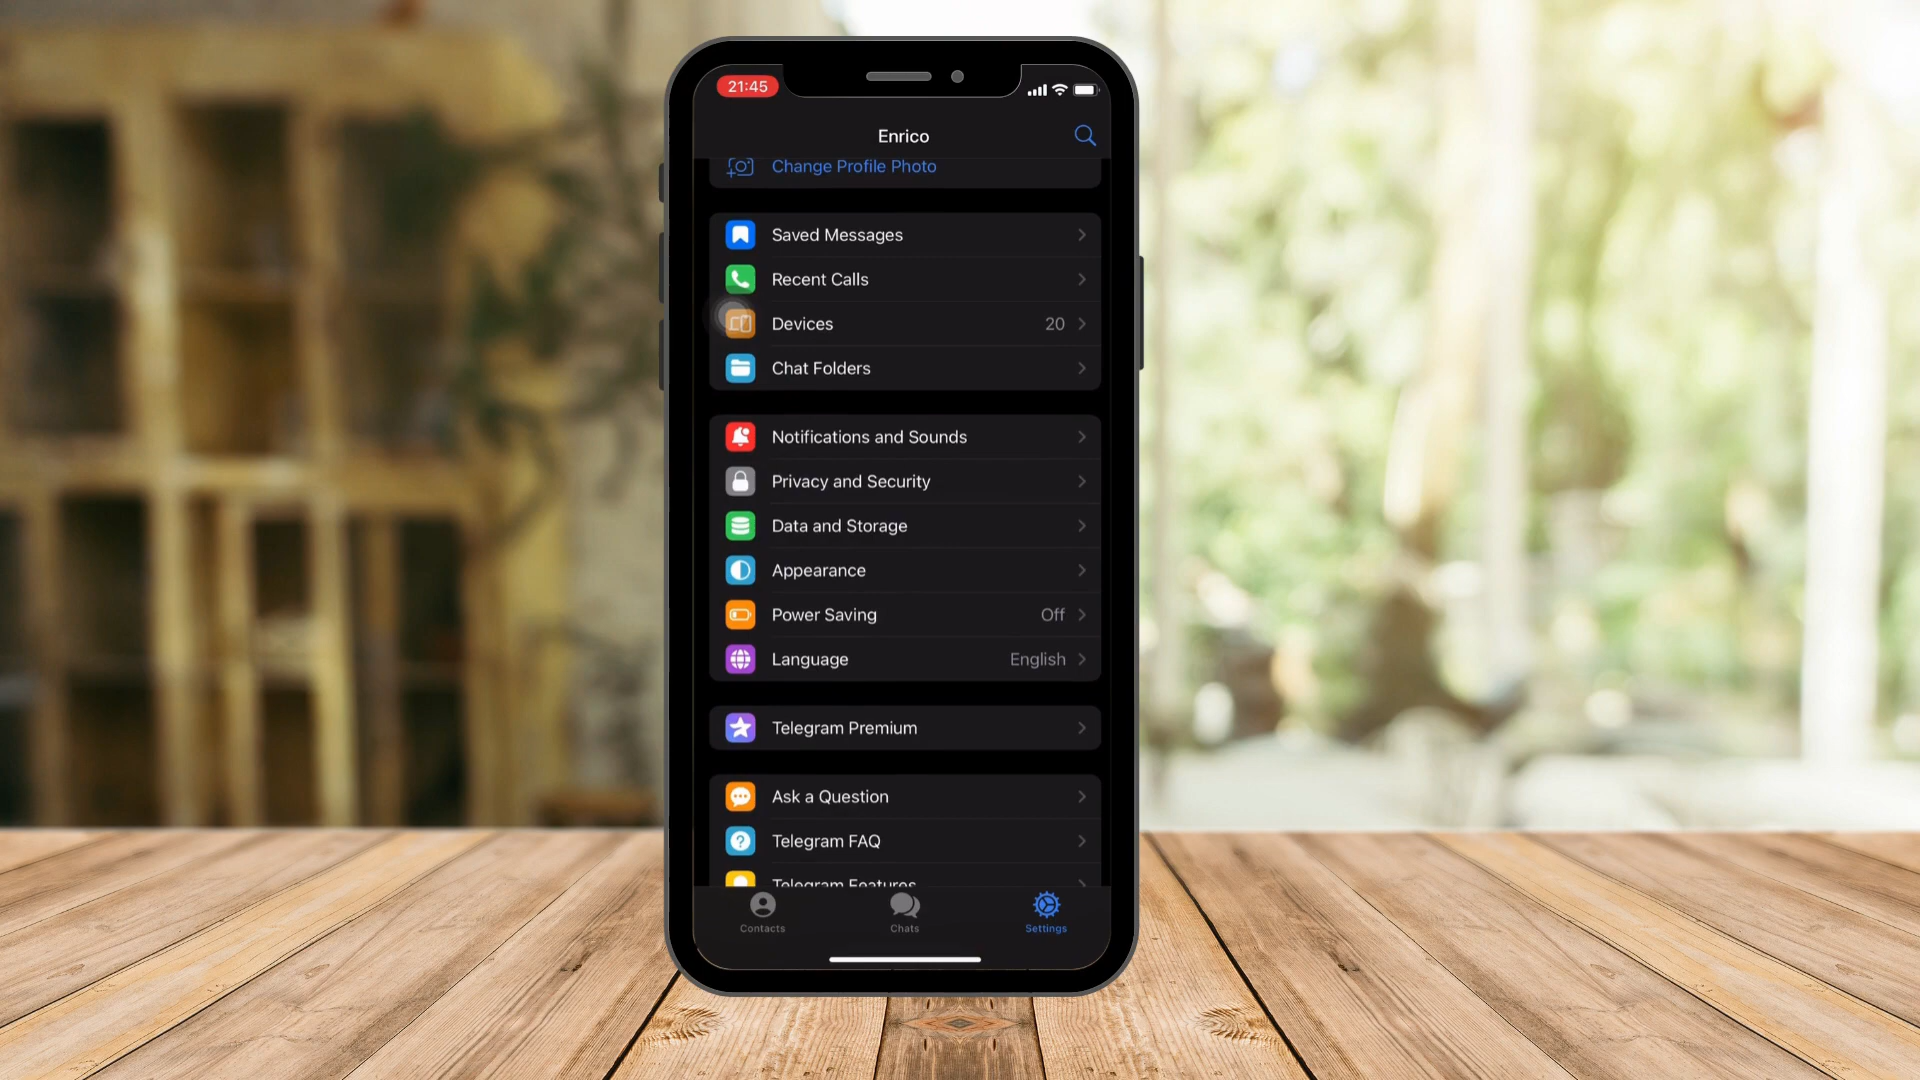 21:45
Enrico
Change Profile Photo
Saved Messages
Recent Calls
Devices 20
Chat Folders
Notifications and Sounds
Privacy and Security
Data and Storage
Appearance
Power Saving Off
Language English
Telegram Premium
Ask a Question
Telegram FAQ
Telegram Features
Contacts Chats Settings